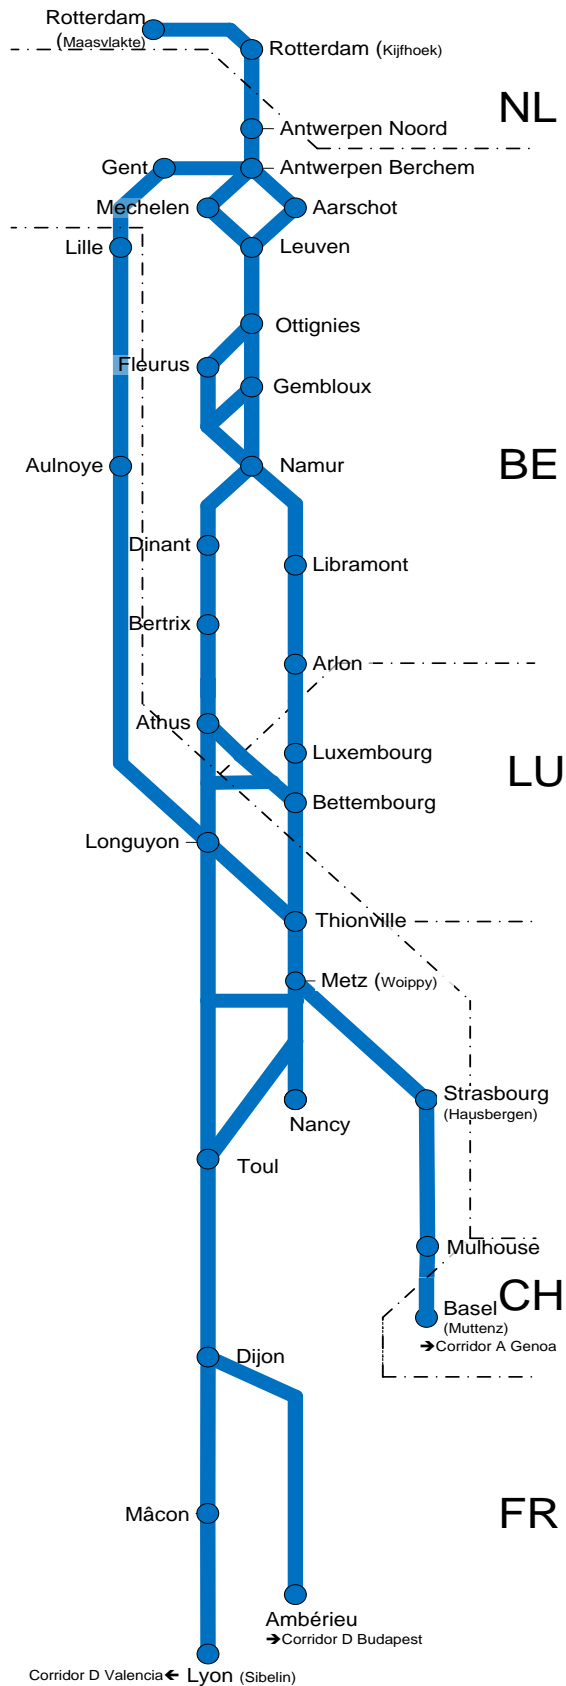 Rotterdam
(Maasvlakte)
Rotterdam (Kijfhoek)
NL
Antwerpen Noord
Gent
Antwerpen Berchem
Mechelen
Aarschot
Lille
Leuven
Ottignies
Fleurus
Gembloux
Aulnoye
Namur
BE
Dinant
Libramont
Bertrix
Arlon
Athus
Luxembourg
LU
Bettembourg
Longuyon
Thionville
Metz (Woippy)
Strasbourg
(Hausbergen)
Nancy
Toul
Mulhouse
CH
Basel
(Muttenz)
➔Corridor A Genoa
Dijon
Mâcon
FR
Ambérieu
➔Corridor D Budapest
Corridor D Valencia🡰 Lyon (Sibelin)